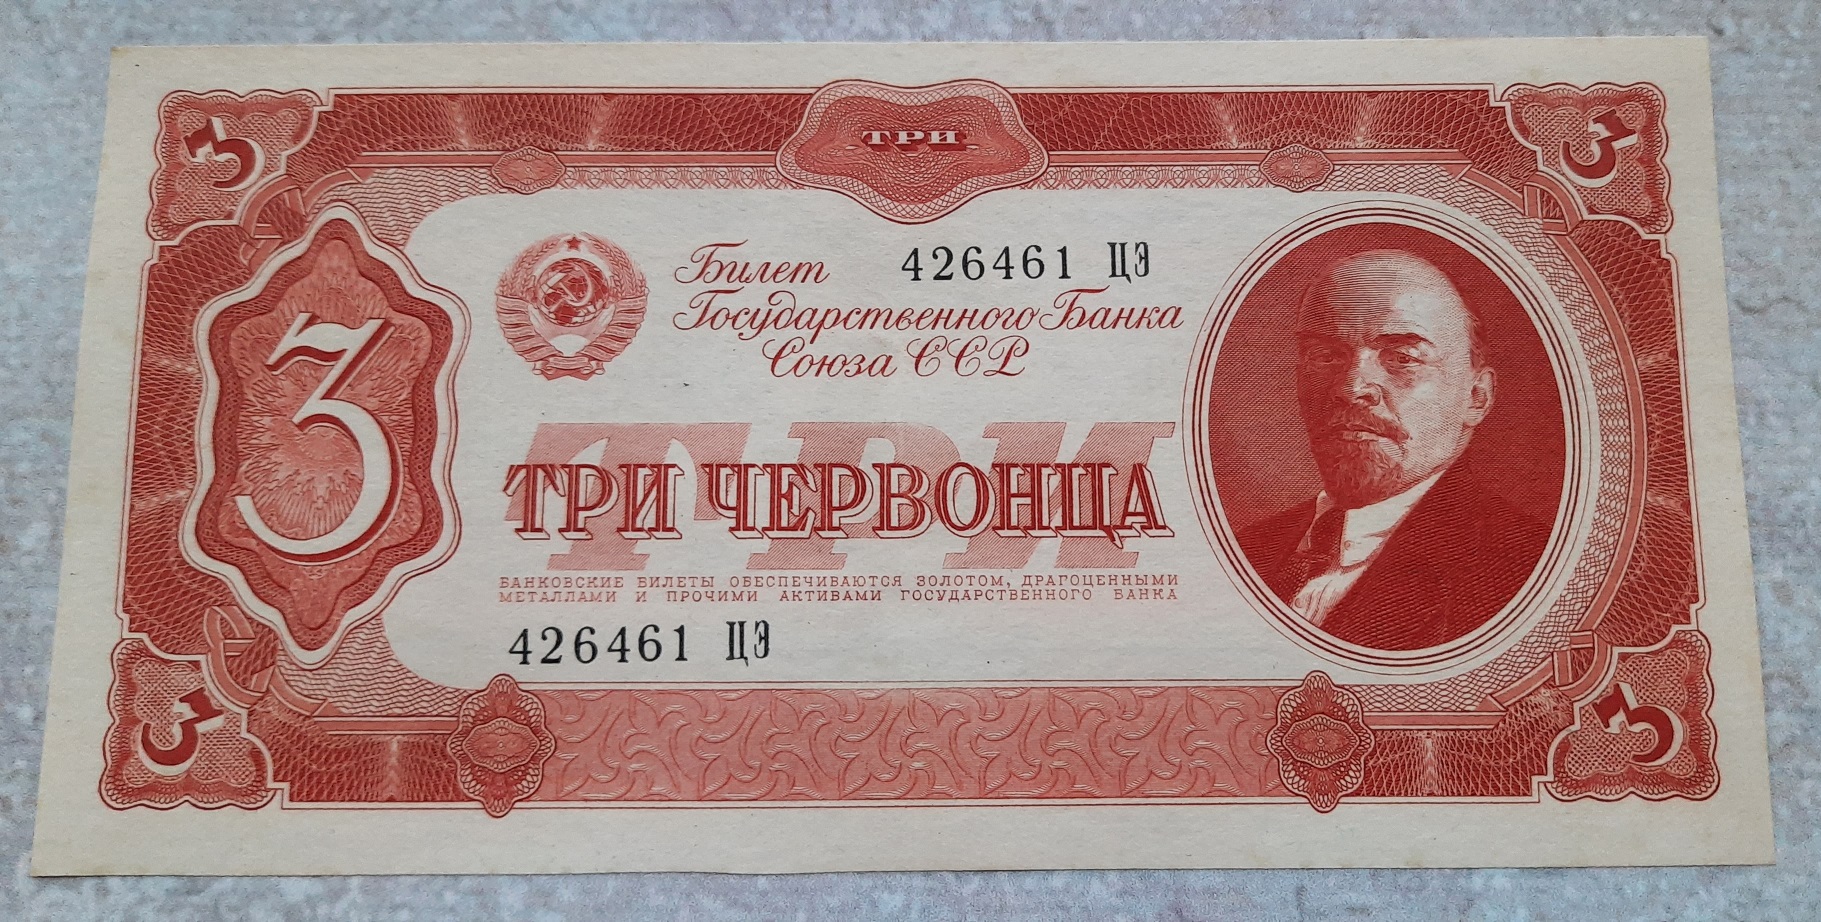 3 ТРИ 3
Билет 426461 ЦЭ
Государственного Банка
Союза ССР
3
ТРИ
ТРИ ЧЕРВОНЦА
БАНКОВСКИЕ БИЛЕТЫ ОБЕСПЕЧИВАЮТСЯ ЗОЛОТОМ, ДРАГОЦЕННЫМИ
МЕТАЛЛАМИ И ПРОЧИМИ АКТИВАМИ ГОСУДАРСТВЕННОГО БАНКА
426461 ЦЭ
3 3